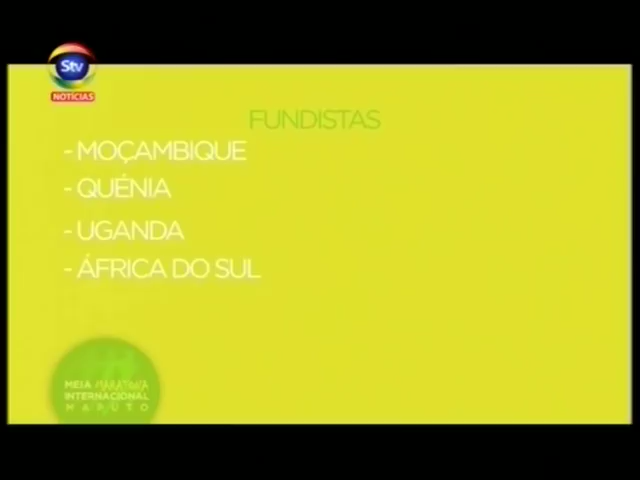 Stv
NOTÍCIAS
FUNDISTAS
- MOÇAMBIQUE
- QUÉNIA
- UGANDA
- ÁFRICA DO SUL
MEIA MARATONA
INTERNACIONAL
MAPUTO